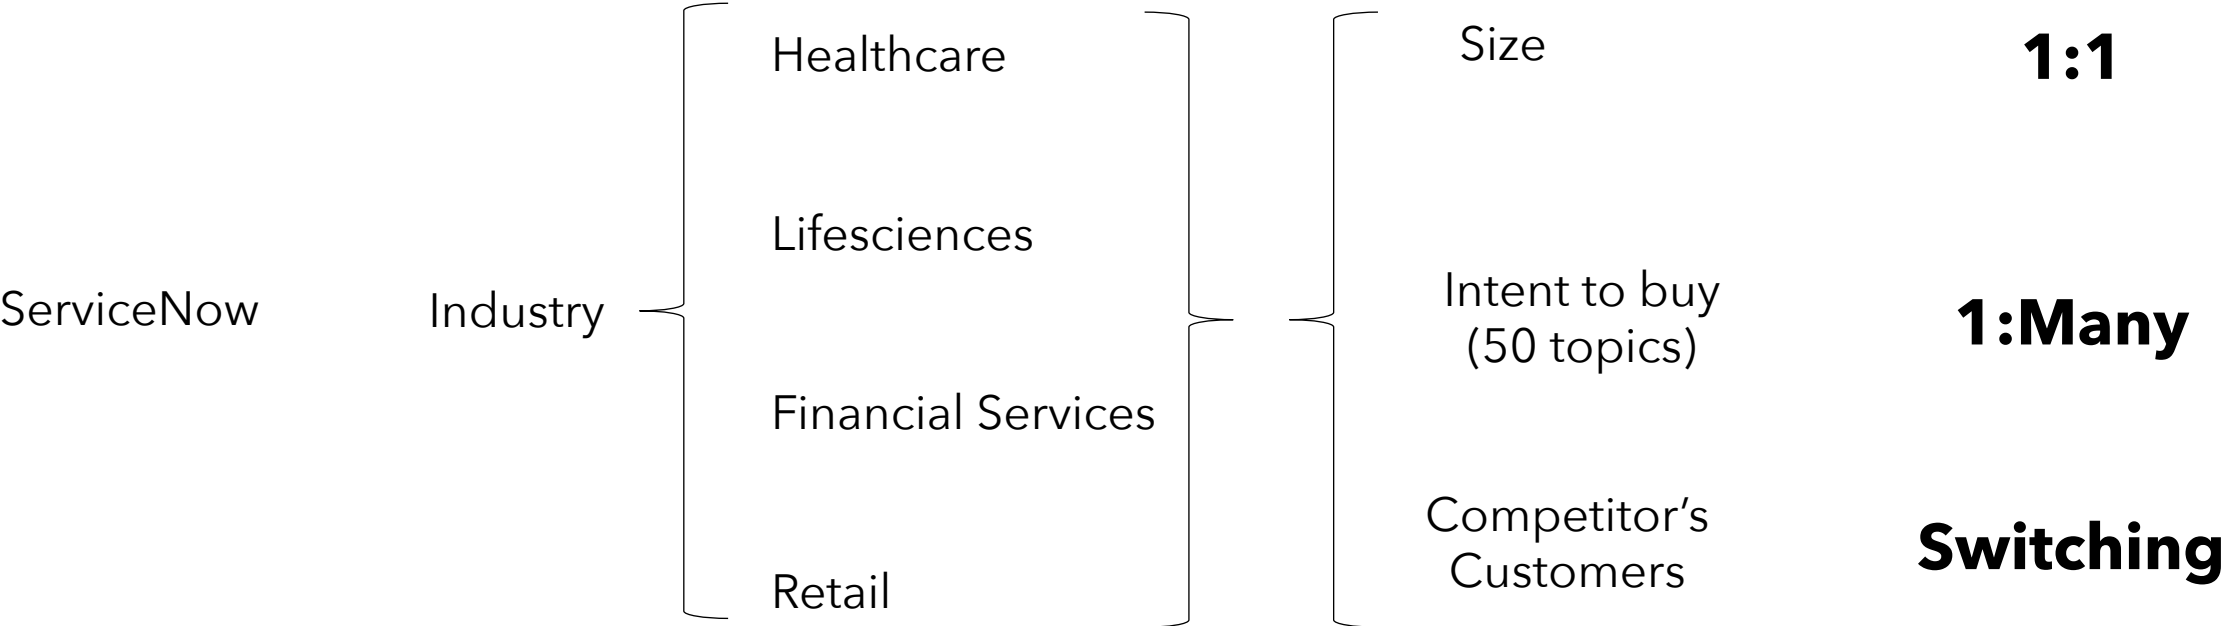 Healthcare
Size
1:1
Lifesciences
ServiceNow
Industry
Intent to buy
(50 topics)
1:Many
Financial Services
Competitor’s
Customers
Switching
Retail